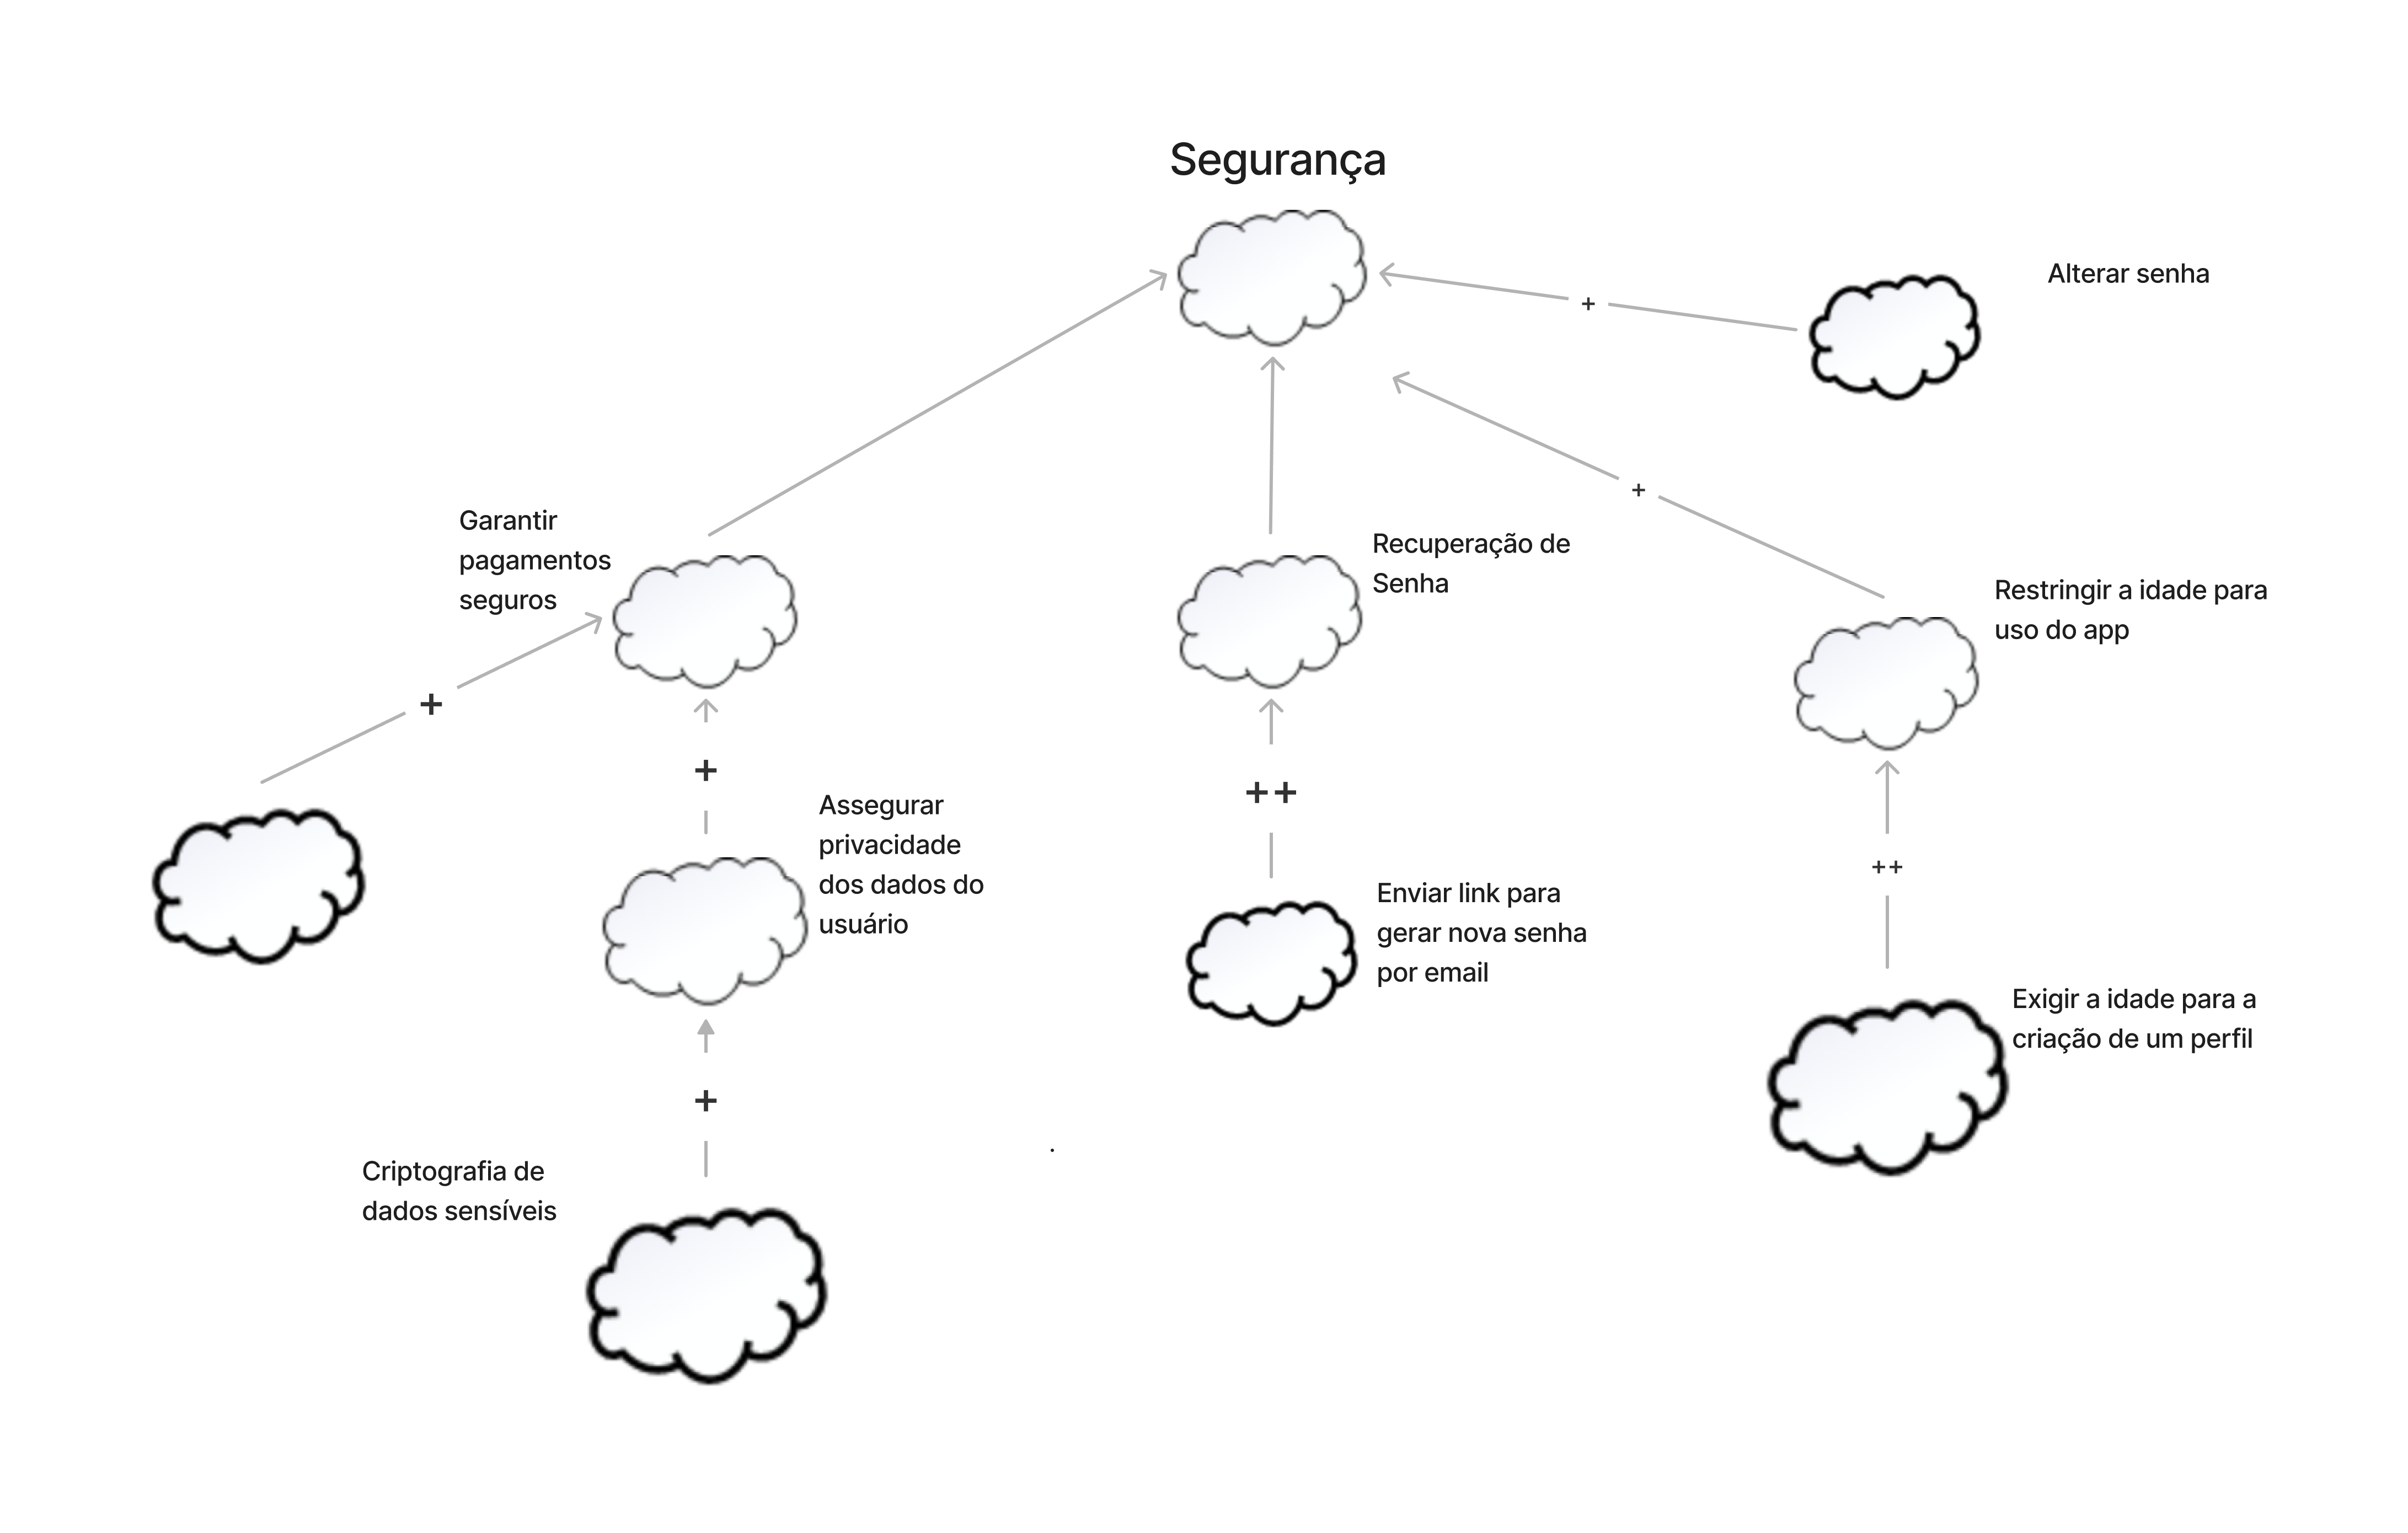 Segurança
Alterar senha
+
+
Garantir
pagamentos
seguros
Recuperação de
Senha
Restringir a idade para
uso do app
+
+
++
++
Assegurar
privacidade
dos dados do
usuário
Enviar link para
gerar nova senha
por email
Exigir a idade para a
criação de um perfil
+
.
Criptografia de
dados sensíveis